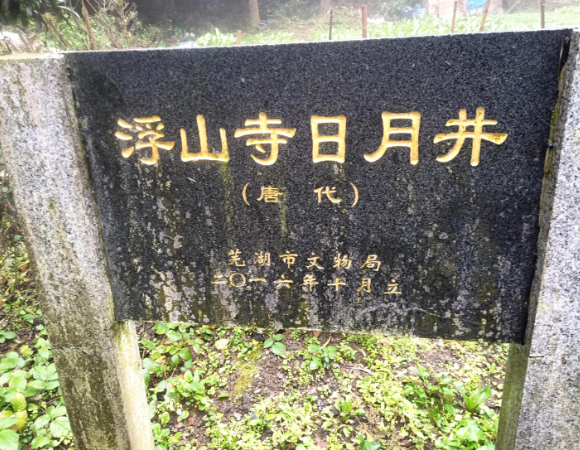 浮山寺日月井
（唐 代）
芜湖市文物局
二〇一六年十月立